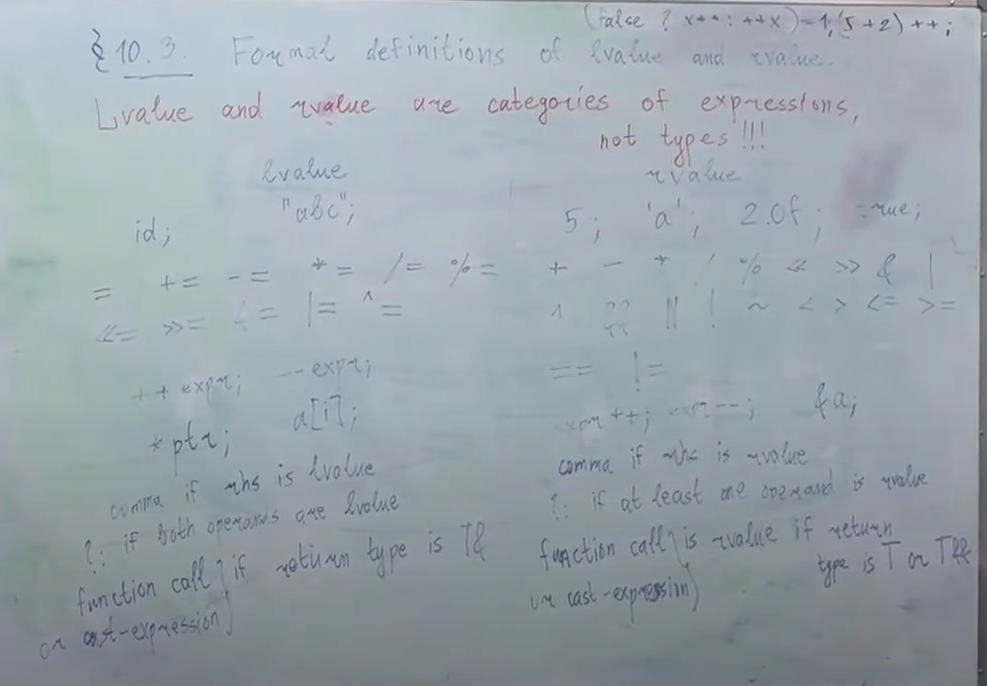 (false ? x++ : ++x) = 1, (5+2)++;
§ 10.3. Formal definitions of lvalue and rvalue.
Lvalue and rvalue are categories of expressions,
not types!!!
lvalue
"abc";
id;
= += -= *= /= %=
<<= >>= &= |= ^=
++expr; --expr;
*ptr; a[i];
comma if rhs is lvalue
?: if both operands are lvalue
function call } if return type is T&
or cast-expression
rvalue
5; 'a'; 2.0f; true;
+ - * / % << >> & |
^ && || ! ~ < > <= >=
== !=
expr++; expr--; &a;
comma if rhs is rvalue
?: if at least one operand is rvalue
function call } is rvalue if return
or cast-expression type is T or T&&